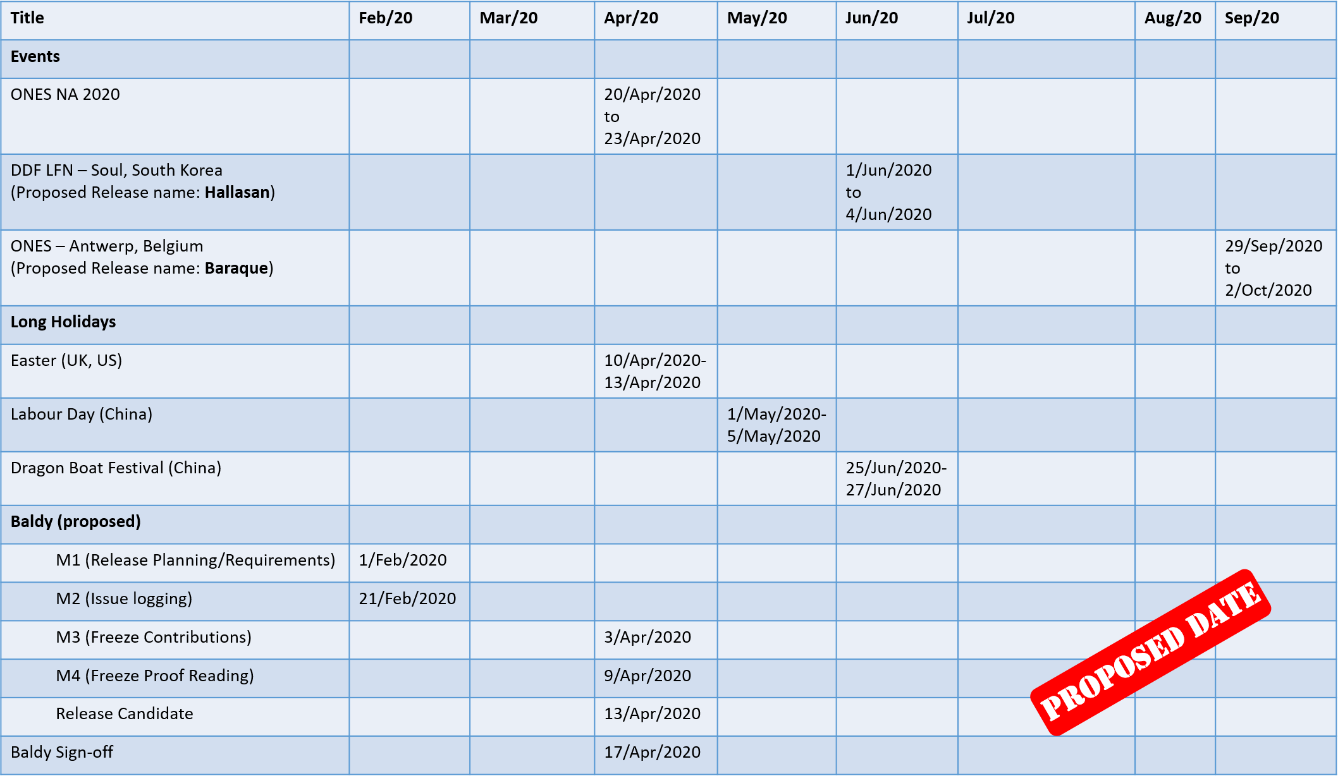 Title Feb/20 Mar/20 Apr/20 May/20 Jun/20 Jul/20 Aug/20 Sep/20
Events
ONES NA 2020 20/Apr/2020
to
23/Apr/2020
DDF LFN – Soul, South Korea 1/Jun/2020
(Proposed Release name: Hallasan) to
4/Jun/2020
ONES – Antwerp, Belgium 29/Sep/2020
(Proposed Release name: Baraque) to
2/Oct/2020
Long Holidays
Easter (UK, US) 10/Apr/2020-
13/Apr/2020
Labour Day (China) 1/May/2020-
5/May/2020
Dragon Boat Festival (China) 25/Jun/2020-
27/Jun/2020
Baldy (proposed)
M1 (Release Planning/Requirements) 1/Feb/2020
M2 (Issue logging) 21/Feb/2020
M3 (Freeze Contributions) 3/Apr/2020
M4 (Freeze Proof Reading) 9/Apr/2020
Release Candidate 13/Apr/2020
Baldy Sign-off 17/Apr/2020
PROPOSED DATE